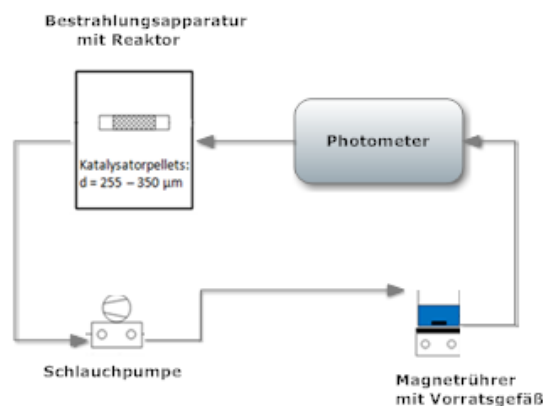 Bestrahlungsapparatur
mit Reaktor
Photometer
Katalysatorpellets:
d = 255 – 350 µm
Schlauchpumpe
Magnetrührer
mit Vorratsgefäß